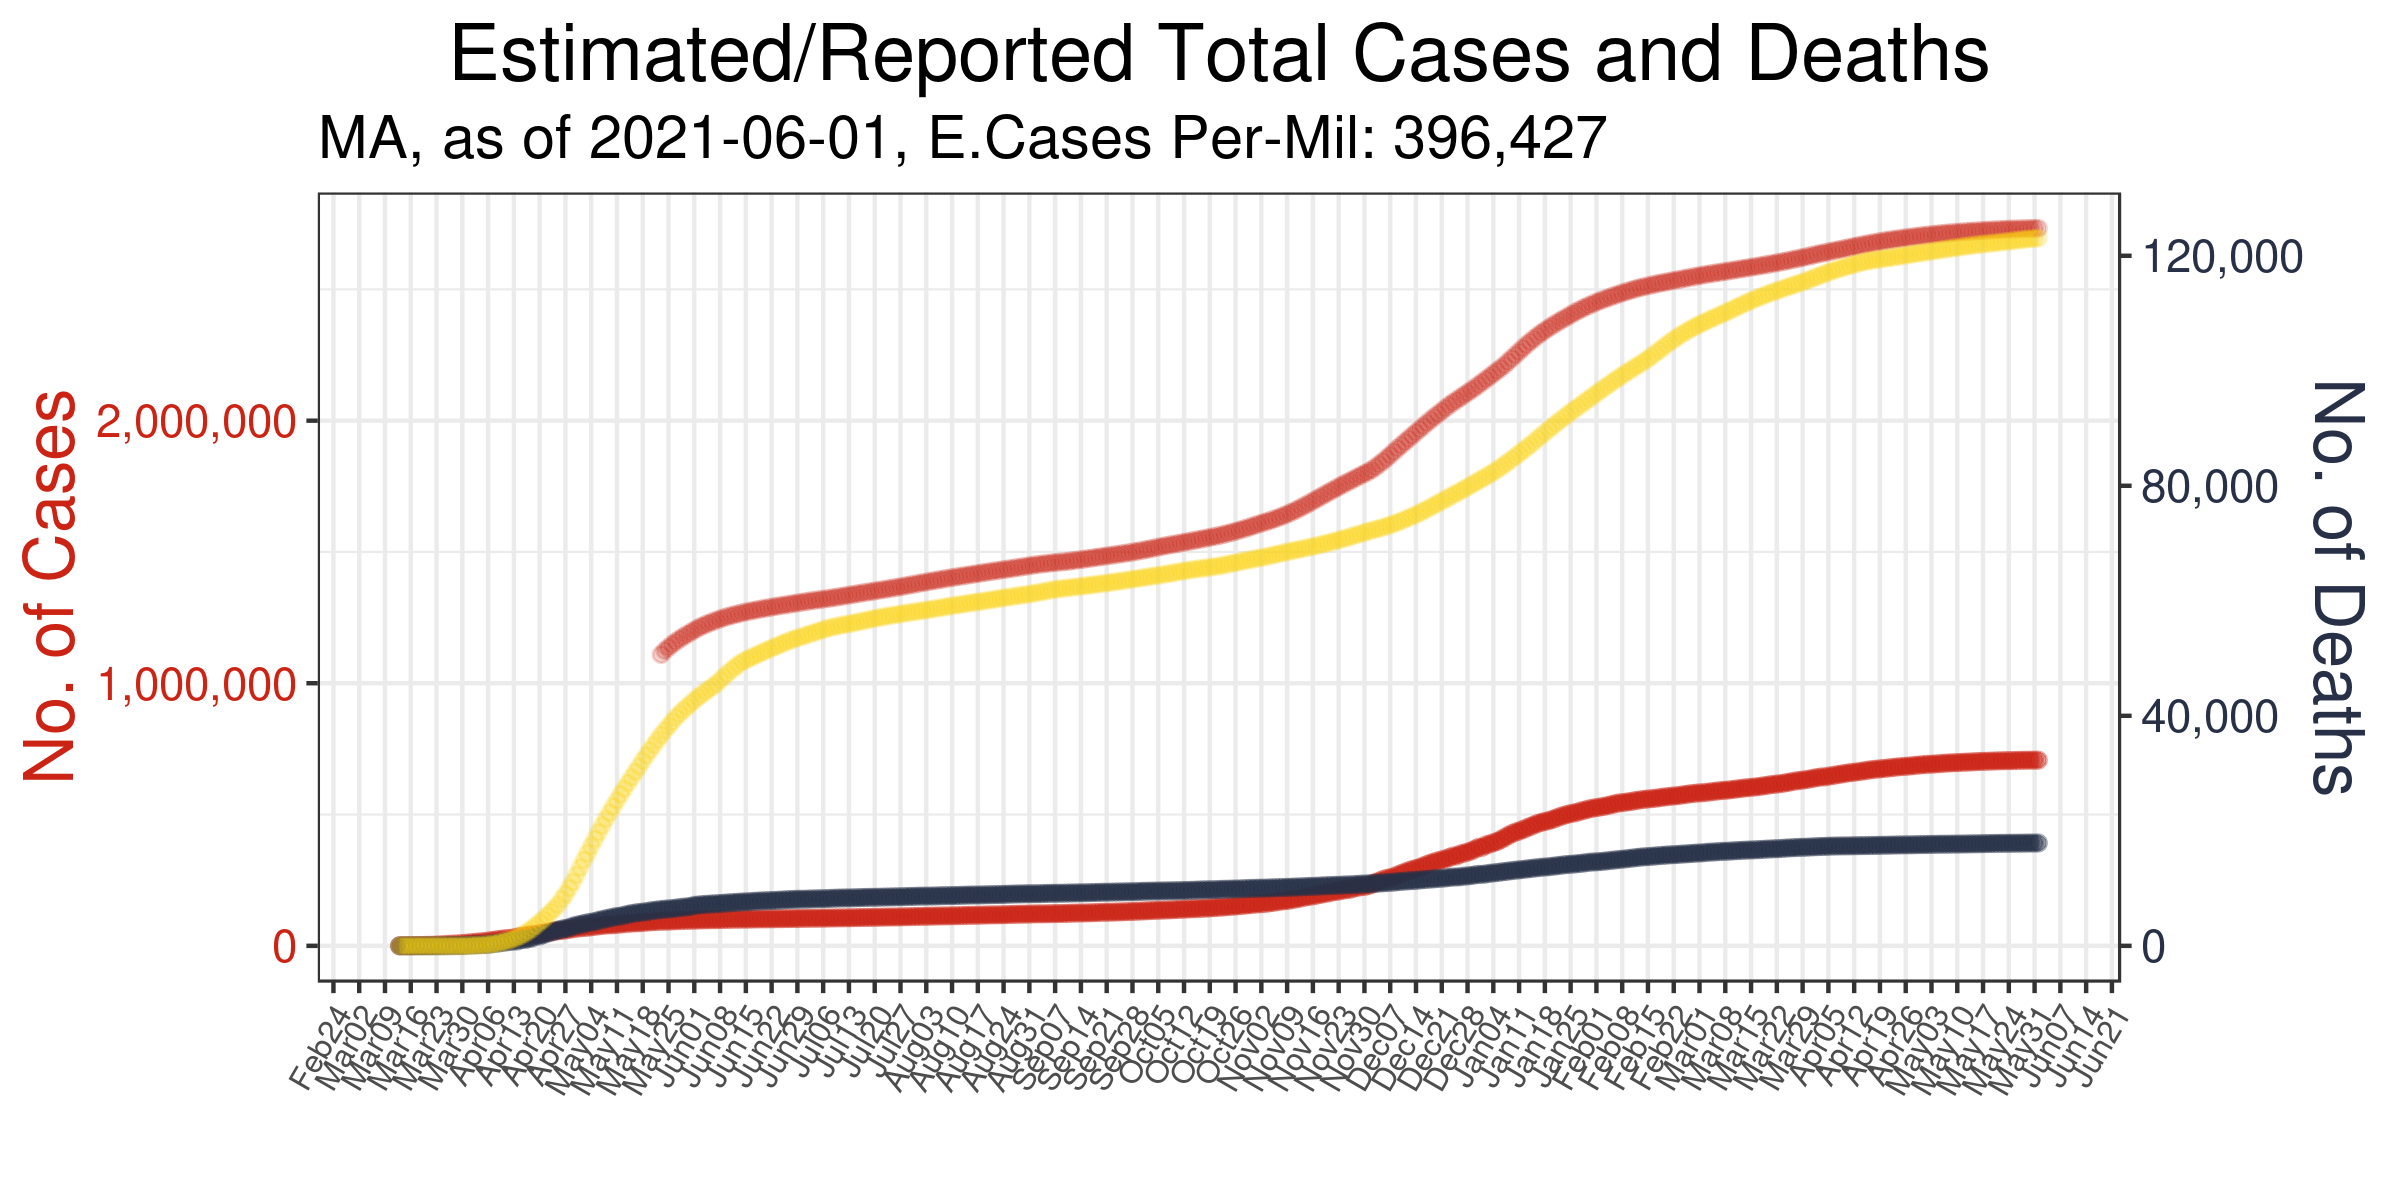 Estimated/Reported Total Cases and Deaths
MA, as of 2021-06-01, E.Cases Per-Mil: 396,427
No. of Cases
2,000,000
1,000,000
0
120,000
80,000
40,000
0
No. of Deaths
Feb24
Mar02
Mar09
Mar16
Mar23
Mar30
Apr06
Apr13
Apr20
Apr27
May04
May11
May18
May25
Jun01
Jun08
Jun15
Jun22
Jun29
Jul06
Jul13
Jul20
Jul27
Aug03
Aug10
Aug17
Aug24
Aug31
Sep07
Sep14
Sep21
Sep28
Oct05
Oct12
Oct19
Oct26
Nov02
Nov09
Nov16
Nov23
Nov30
Dec07
Dec14
Dec21
Dec28
Jan04
Jan11
Jan18
Jan25
Feb01
Feb08
Feb15
Feb22
Mar01
Mar08
Mar15
Mar22
Mar29
Apr05
Apr12
Apr19
Apr26
May03
May10
May17
May24
May31
Jun07
Jun14
Jun21